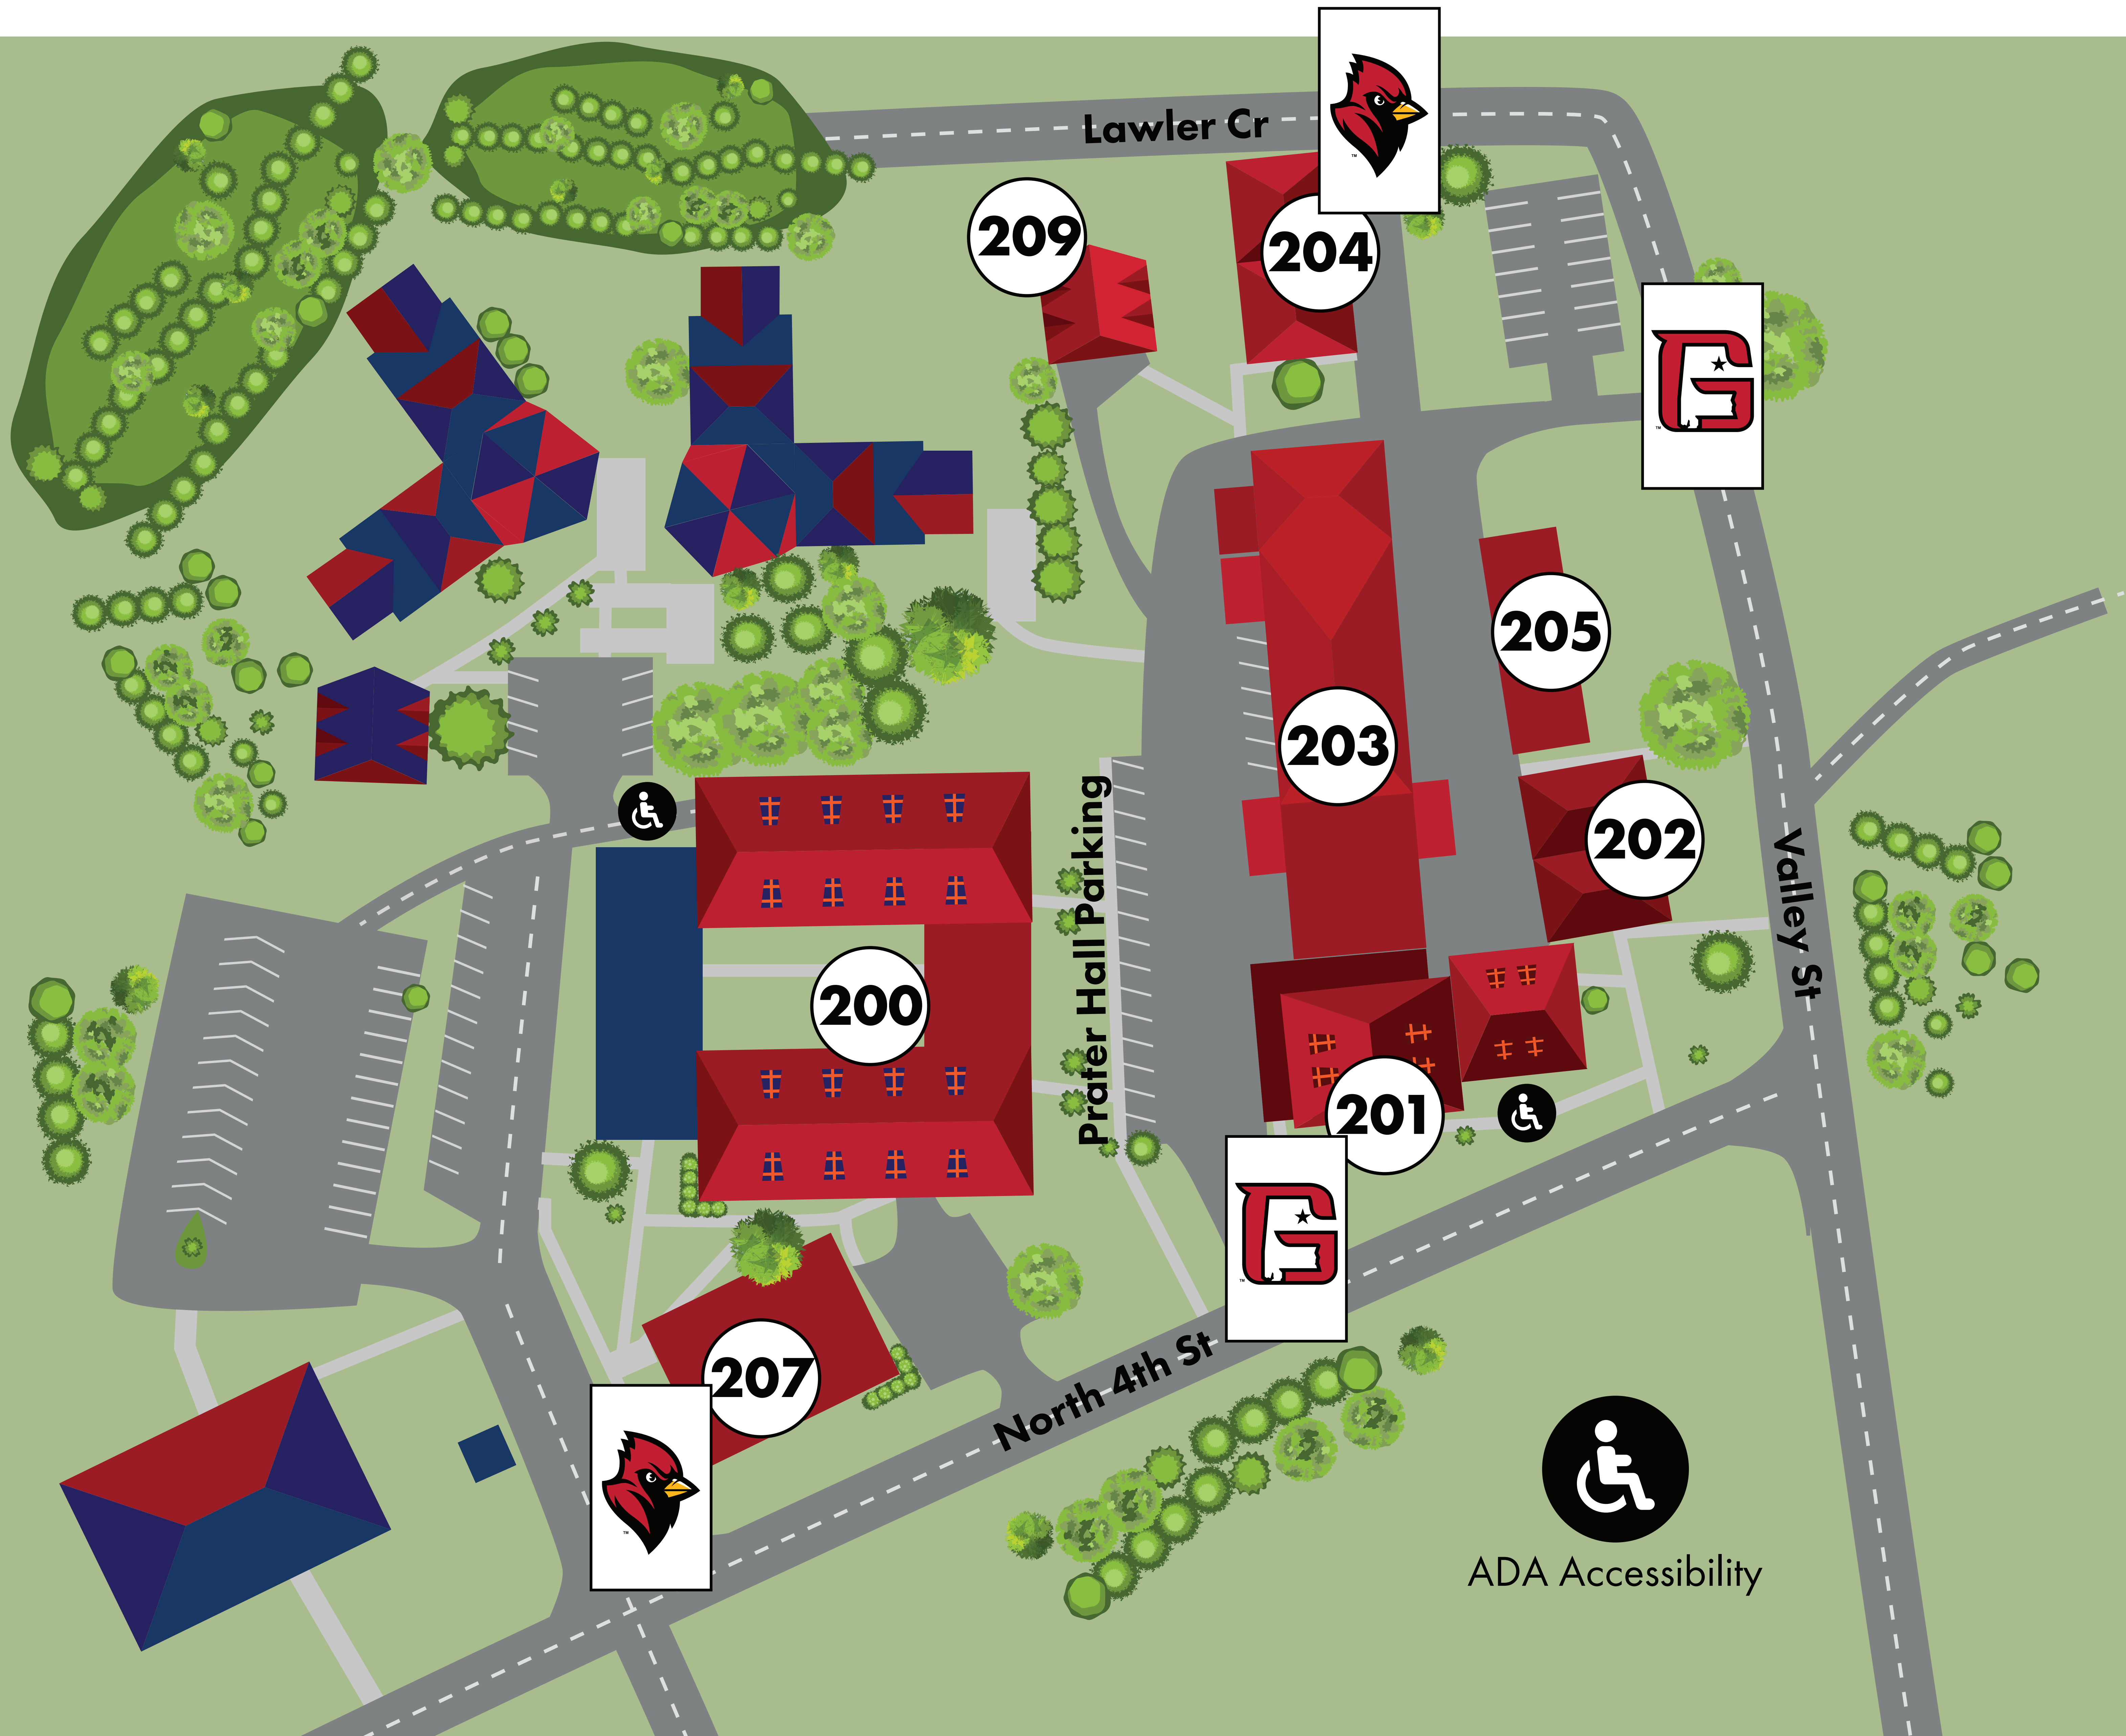 Lawler Cr
209
204
205
203
202
Prater Hall Parking
Valley St
200
201
207
North 4th St
ADA Accessibility